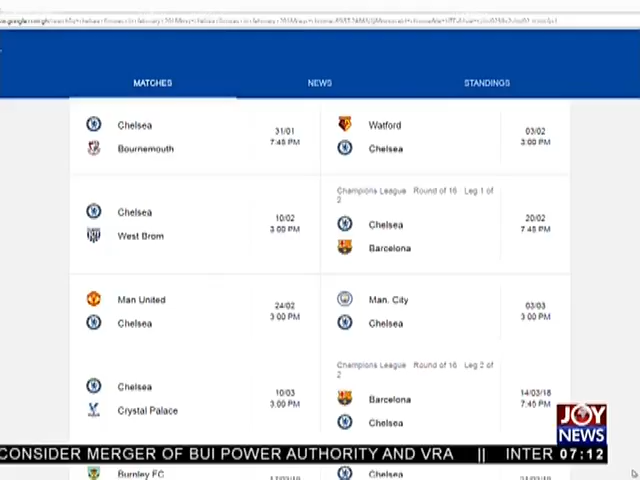 MATCHES NEWS STANDINGS
Chelsea
Bournemouth
31/01
7:45 PM
Watford
Chelsea
03/02
3:00 PM
Chelsea
West Brom
10/02
3:00 PM
Champions League Round of 16 Leg 1 of
2
Chelsea
Barcelona
20/02
7:45 PM
Man United
Chelsea
24/02
3:00 PM
Man. City
Chelsea
03/03
3:00 PM
Chelsea
Crystal Palace
10/03
3:00 PM
Champions League Round of 16 Leg 2 of
2
Barcelona
Chelsea
14/03/18
7:45 PM
JOY
NEWS
CONSIDER MERGER OF BUI POWER AUTHORITY AND VRA || INTER 07:12
Burnley FC
Chelsea